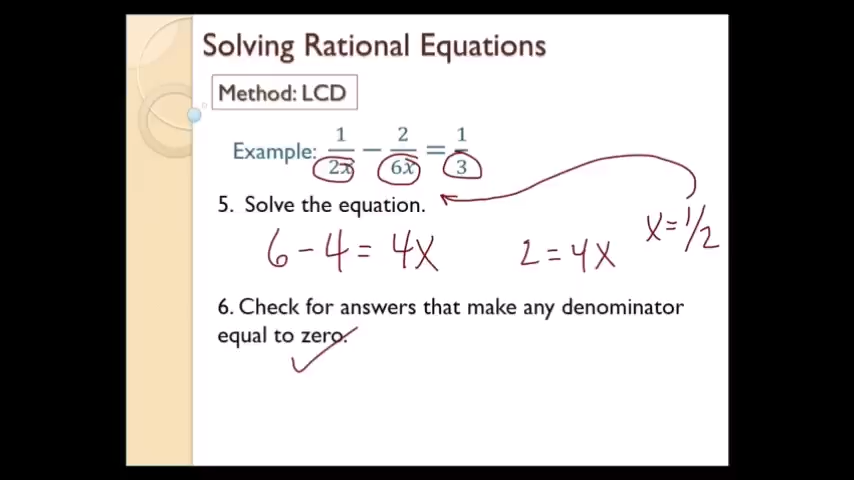 Solving Rational Equations
Method: LCD
Example: 1/2x − 2/6x = 1/3
5. Solve the equation.
6 − 4 = 4x 2 = 4x x = 1/2
6. Check for answers that make any denominator
equal to zero.